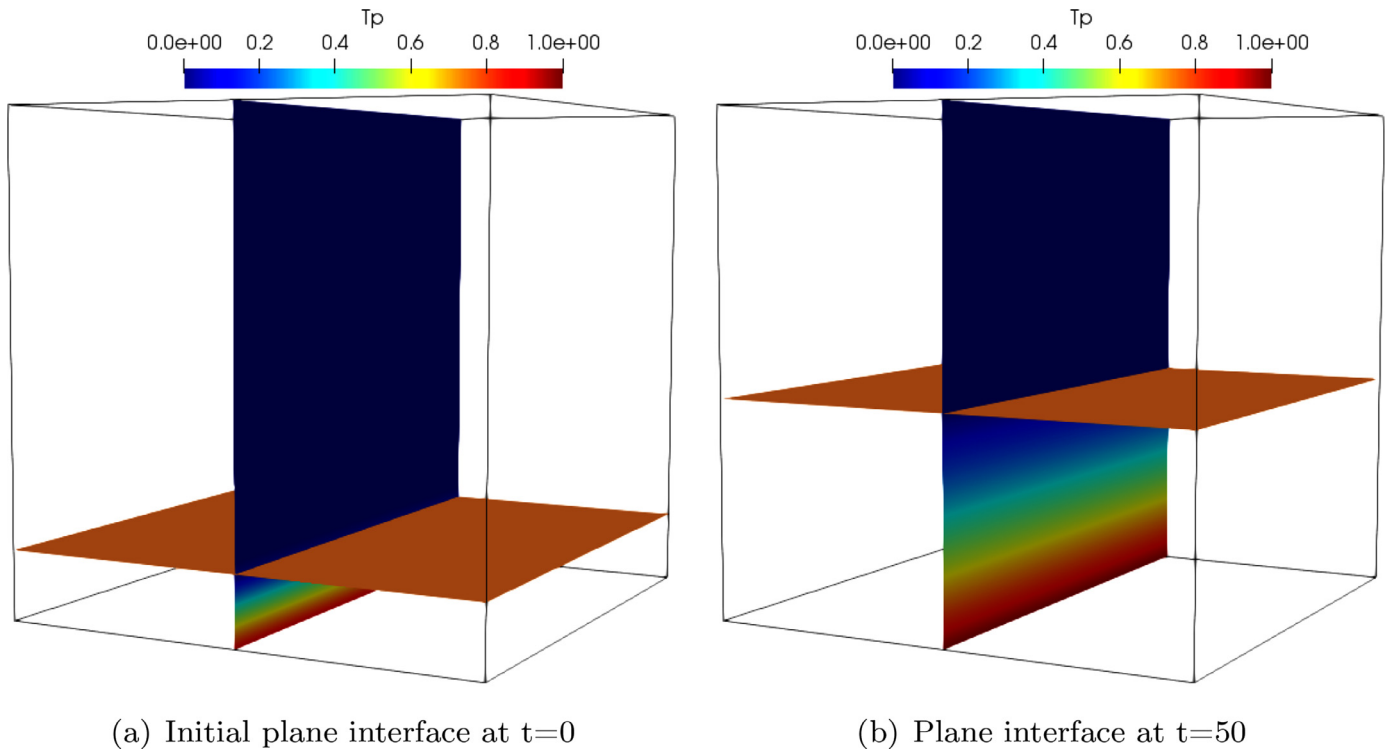 Tp
0.0e+00 0.2 0.4 0.6 0.8 1.0e+00
Tp
0.0e+00 0.2 0.4 0.6 0.8 1.0e+00
(a) Initial plane interface at t=0
(b) Plane interface at t=50